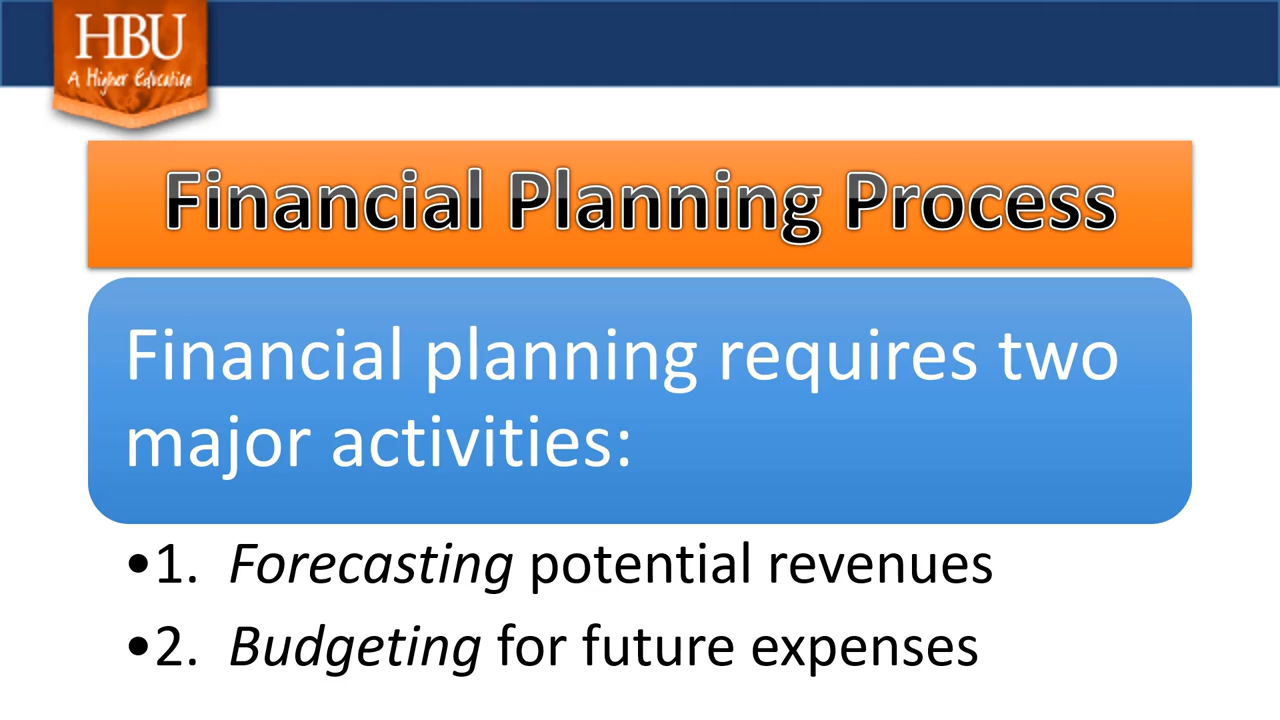 HBU
A Higher Education
Financial Planning Process
Financial planning requires two
major activities:
•1. Forecasting potential revenues
•2. Budgeting for future expenses